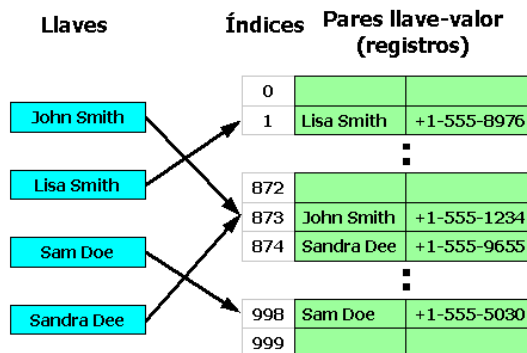 Llaves
Índices
Pares llave-valor
(registros)
John Smith
Lisa Smith
Sam Doe
Sandra Dee
0
1 Lisa Smith +1-555-8976
872
873 John Smith +1-555-1234
874 Sandra Dee +1-555-9655
998 Sam Doe +1-555-5030
999